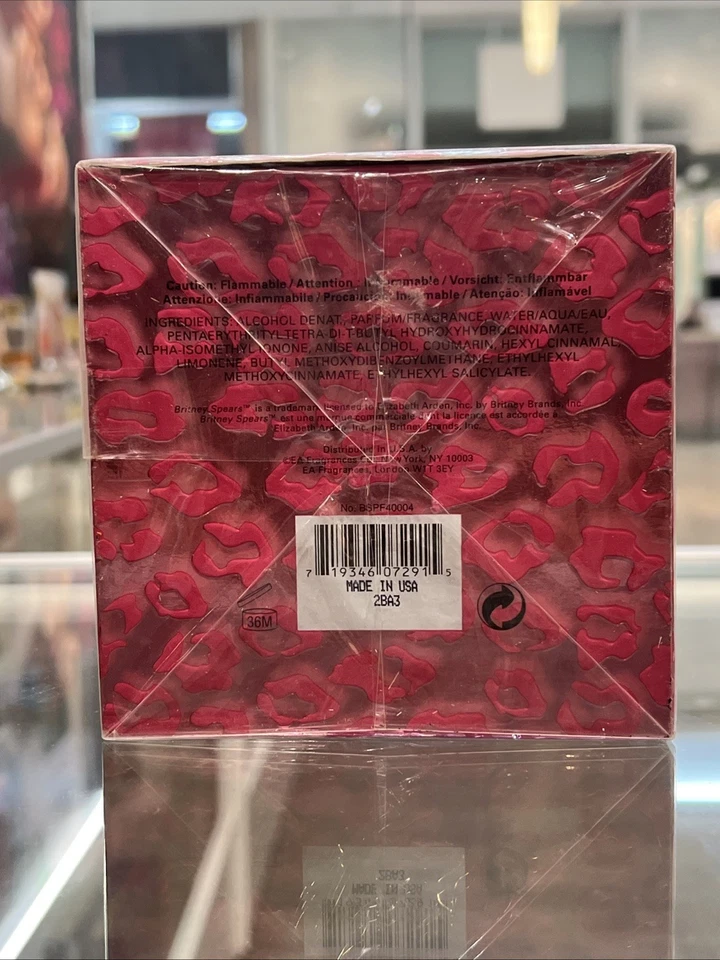 Caution: Flammable / Attention : Inflammable / Vorsicht: Entflammbar
Attenzione: Infiammabile / Precaución: Inflamable / Atenção: Inflamável
INGREDIENTS: ALCOHOL DENAT., PARFUM/FRAGRANCE, WATER/AQUA/EAU,
PENTAERYTHRITYL TETRA-DI-T-BUTYL HYDROXYHYDROCINNAMATE,
ALPHA-ISOMETHYL IONONE, ANISE ALCOHOL, COUMARIN, HEXYL CINNAMAL,
LIMONENE, BUTYL METHOXYDIBENZOYLMETHANE, ETHYLHEXYL
METHOXYCINNAMATE, ETHYLHEXYL SALICYLATE.
Britney Spears™ is a trademark licensed to Elizabeth Arden, Inc. by Britney Brands, Inc.
Britney Spears™ est une marque commerciale dont la licence est accordée à
Elizabeth Arden, Inc. par Britney Brands, Inc.
Distributed in U.S.A. by
EA Fragrances Co., New York, NY 10003
EA Fragrances, London W1T 3EY
No. BSPF40004
7 19346 07291 5
MADE IN USA
2BA3
36M